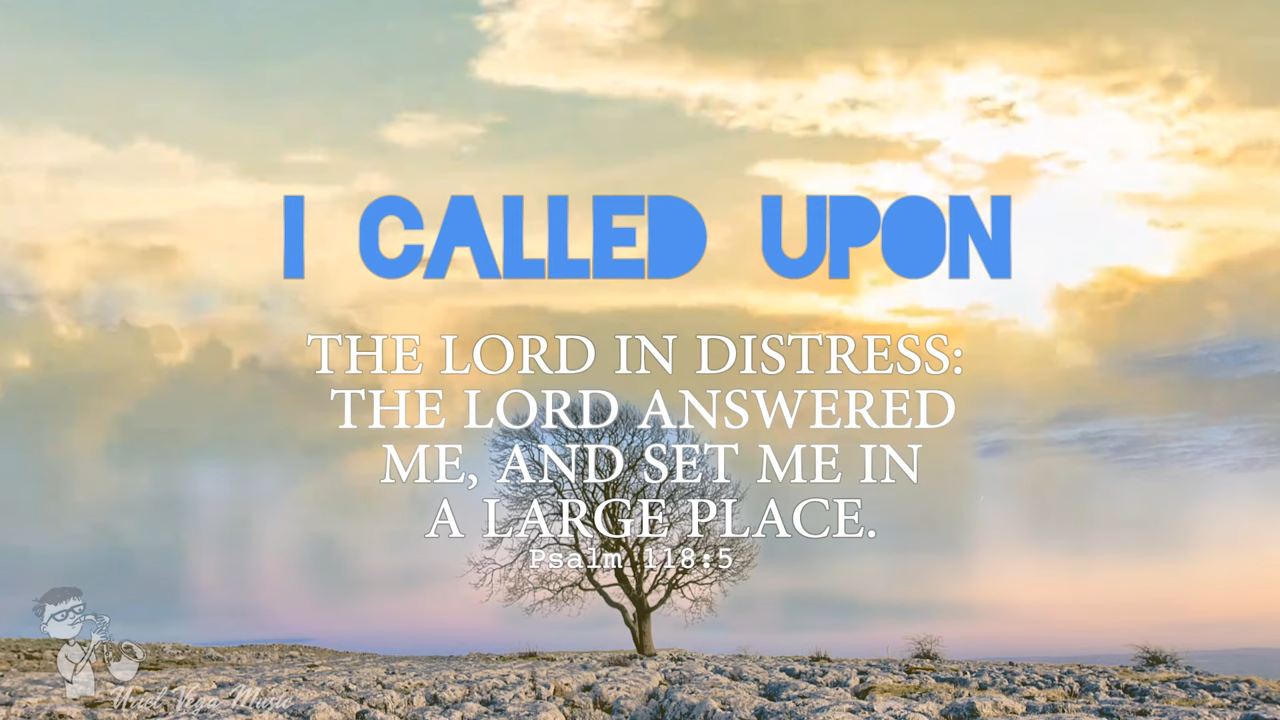 I CALLED UPON
THE LORD IN DISTRESS:
THE LORD ANSWERED
ME, AND SET ME IN
A LARGE PLACE.
Psalm 118:5
Uriel Vega Music